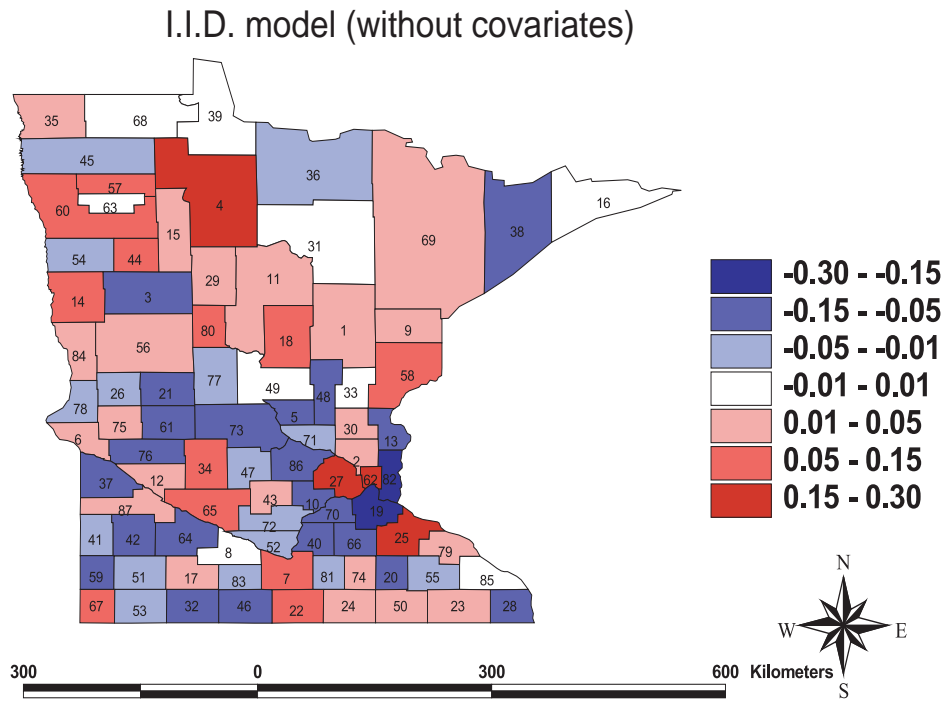 I.I.D. model (without covariates)
35 68 39
45 36
57
60 63 4 16
15 38
31 69
54 44
29 11
3
14
80 18 1 9
56
84
77 58
26 21 49 48 33
78
75 61 73 5 30 13
6 71
76 2
34 86
37 12 47 27 62 82
43
87 65 10 19
72 70
41 42 64 8 52 40 66 25 79
59 51 17 83 7 81 74 20 55 85
67 53 32 46 22 24 50 23 28
-0.30 - -0.15
-0.15 - -0.05
-0.05 - -0.01
-0.01 - 0.01
0.01 - 0.05
0.05 - 0.15
0.15 - 0.30
N
W E
S
300 0 300 600 Kilometers